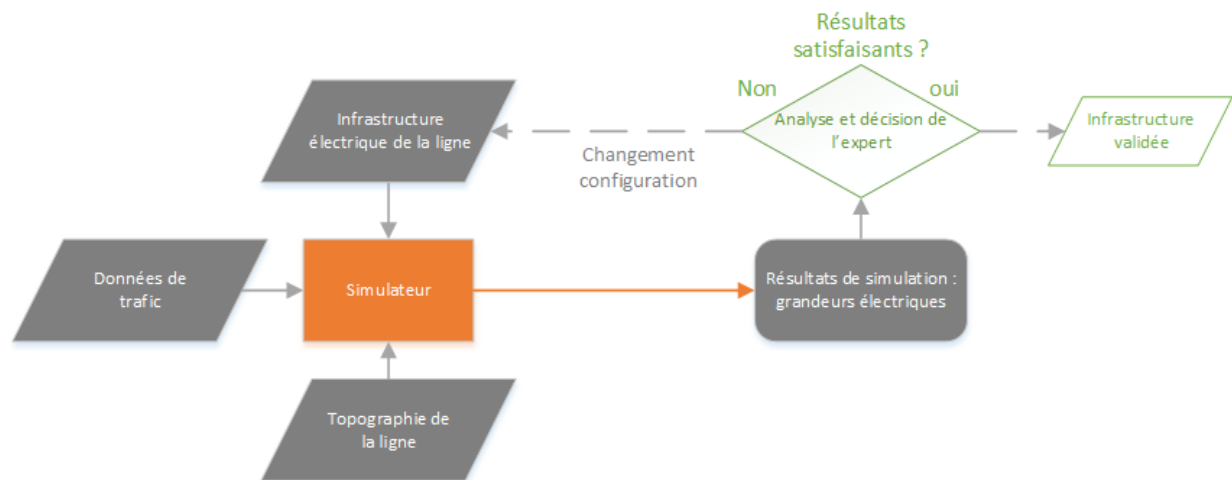 Résultats
satisfaisants ?
Non
oui
Infrastructure
électrique de la ligne
Analyse et décision de
l'expert
Infrastructure
validée
Changement
configuration
Données de
trafic
Simulateur
Résultats de simulation :
grandeurs électriques
Topographie de
la ligne